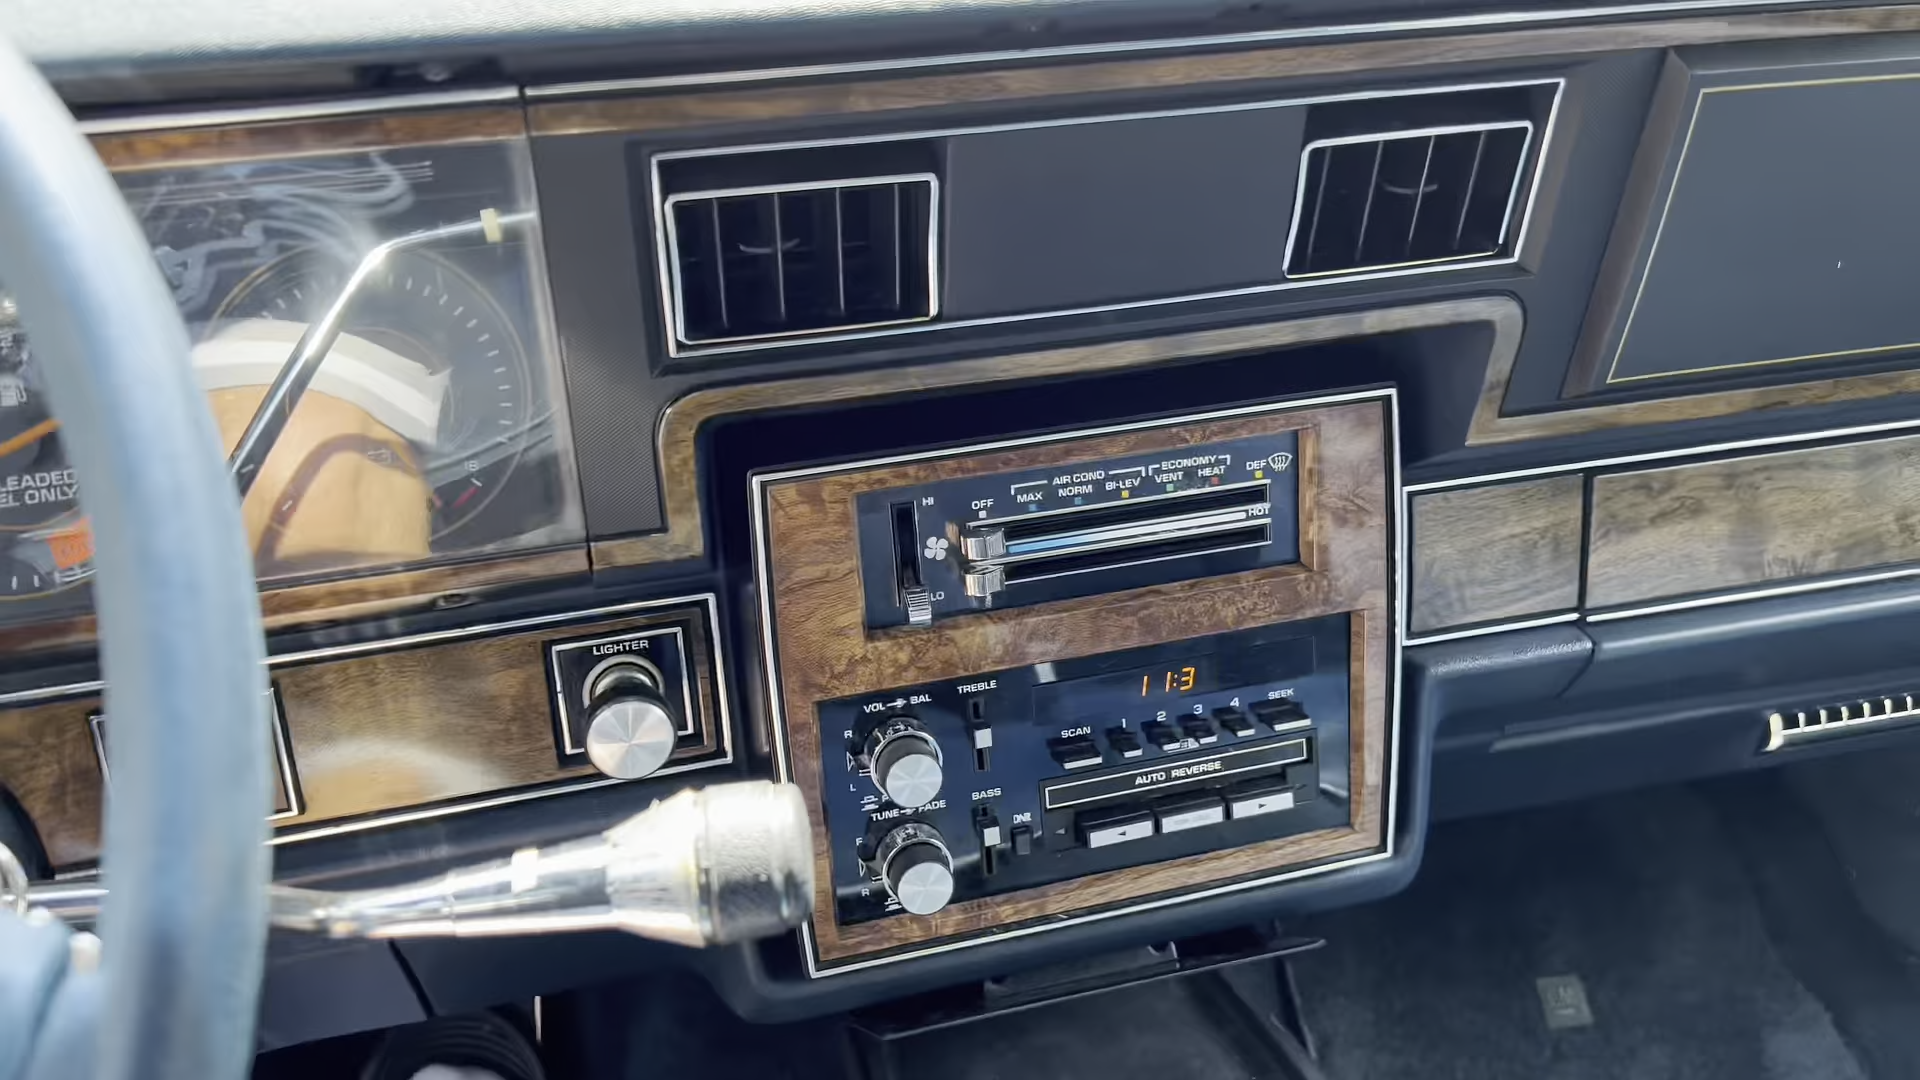 LEADED
EL ONLY
LIGHTER
HI
LO
OFF
MAX
AIR COND
NORM
BI-LEV
ECONOMY
VENT
HEAT
DEF
HOT
VOL
BAL
TREBLE
R
L
11:3
SCAN
1
2
3
4
SEEK
AUTO REVERSE
TUNE
FADE
BASS
DNR
F
R